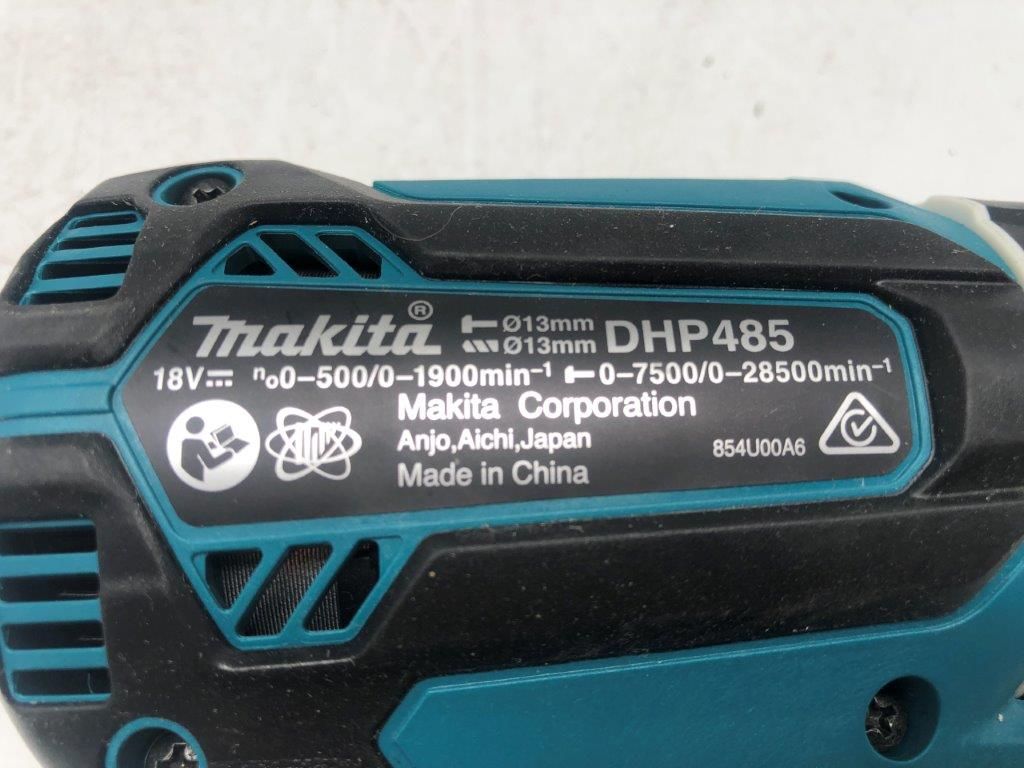 makita® Ø13mm DHP485
Ø13mm
18V⎓ n₀0–500/0–1900min⁻¹ 0–7500/0–28500min⁻¹
Makita Corporation
Anjo,Aichi,Japan
Made in China
854U00A6